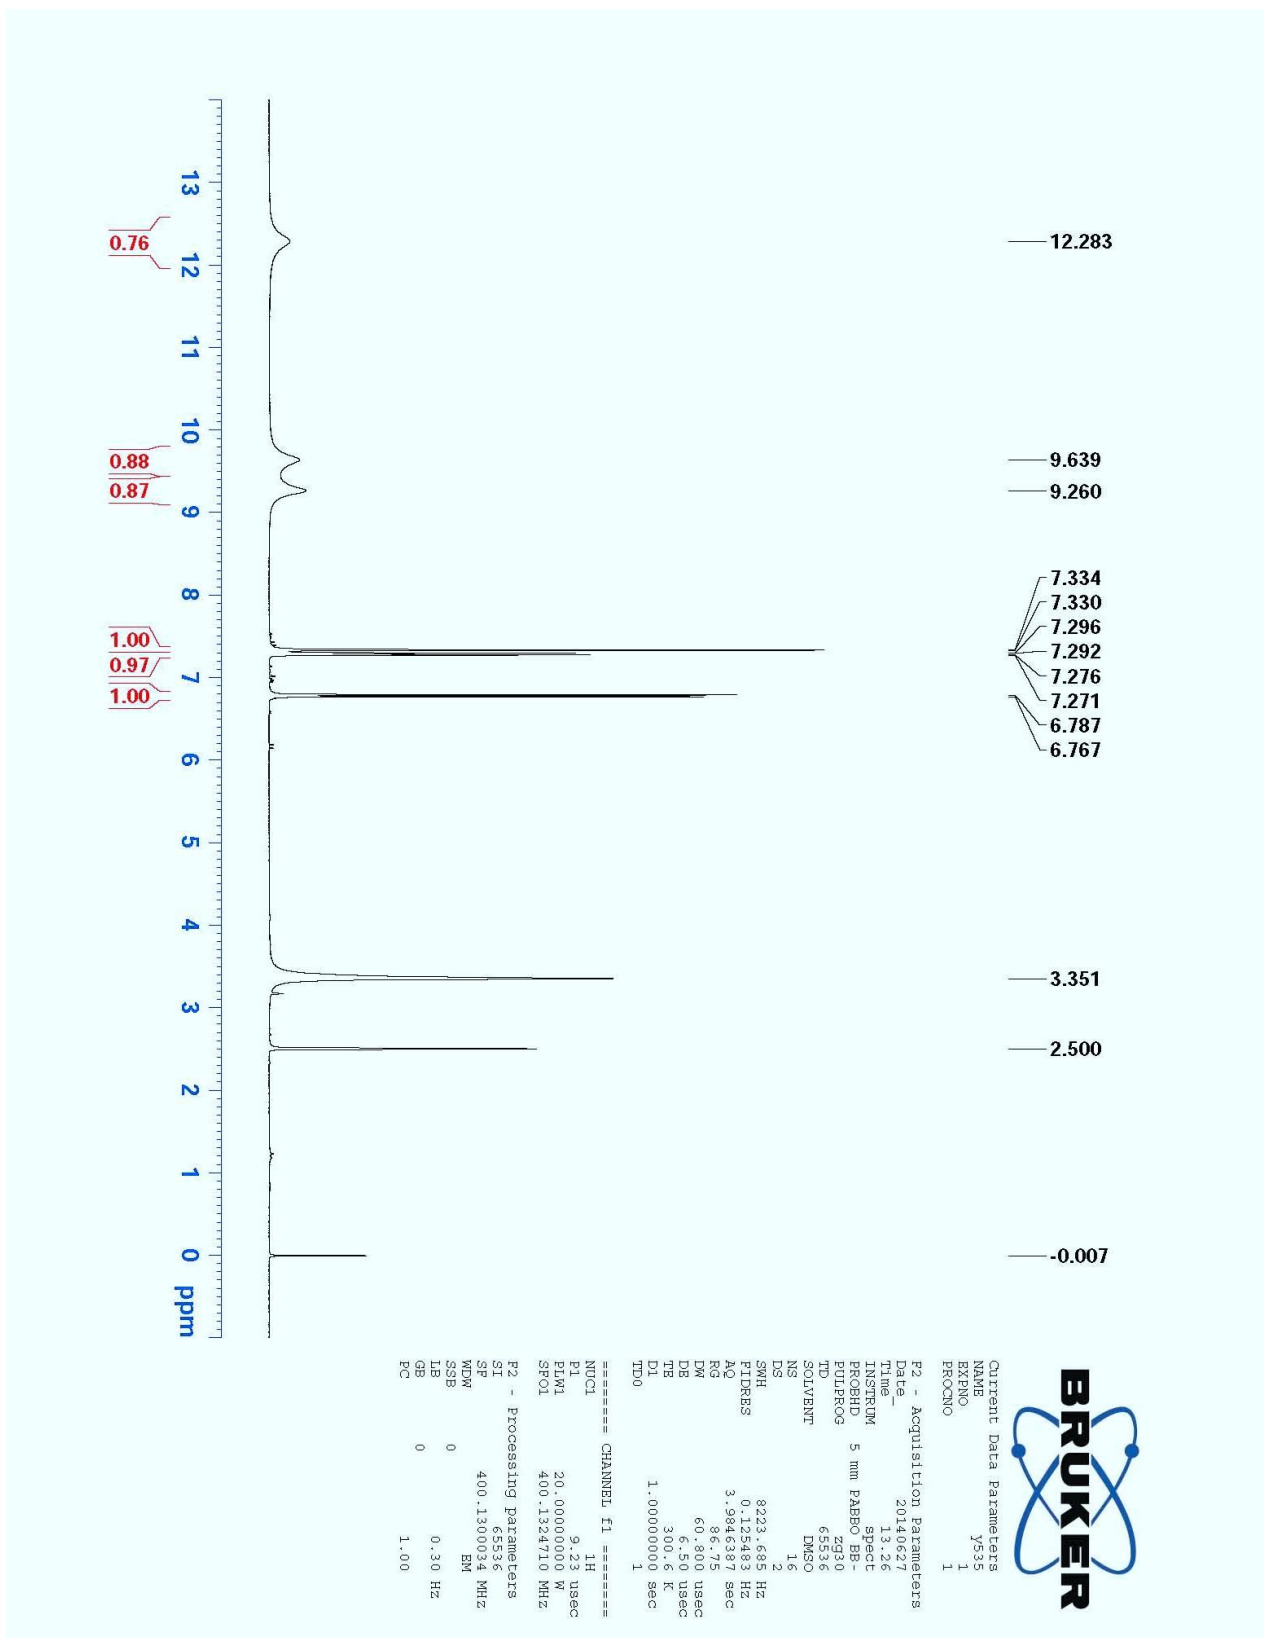 12.283
9.639
9.260
7.334
7.330
7.296
7.292
7.276
7.271
6.787
6.767
3.351
2.500
-0.007
13
12
11
10
9
8
7
6
5
4
3
2
1
0
ppm
0.76
0.88
0.87
1.00
0.97
1.00
BRUKER
Current Data Parameters
NAME y535
EXPNO 1
PROCNO 1
F2 - Acquisition Parameters
Date_ 20140627
Time 13.26
INSTRUM spect
PROBHD 5 mm PABBO BB-
PULPROG zg30
TD 65536
SOLVENT DMSO
NS 16
DS 2
SWH 8223.685 Hz
FIDRES 0.125483 Hz
AQ 3.9846387 sec
RG 86.75
DW 60.800 usec
DE 6.50 usec
TE 300.6 K
D1 1.00000000 sec
TD0 1
======== CHANNEL f1 ========
NUC1 1H
P1 9.23 usec
PLW1 20.00000000 W
SFO1 400.1324710 MHz
F2 - Processing parameters
SI 65536
SF 400.1300034 MHz
WDW EM
SSB 0
LB 0.30 Hz
GB 0
PC 1.00